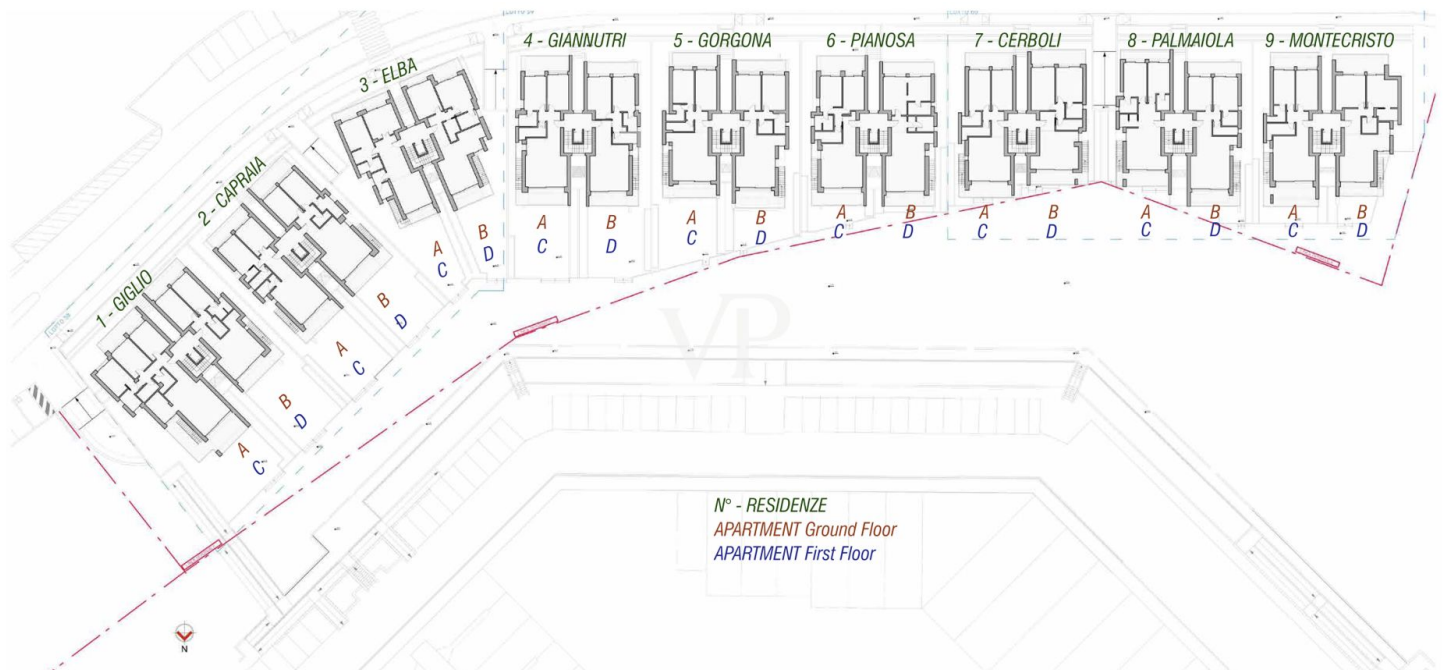 4 - GIANNUTRI
5 - GORGONA
6 - PIANOSA
7 - CERBOLI
8 - PALMAIOLA
9 - MONTECRISTO
3 - ELBA
2 - CAPRAIA
1 - GIGLIO
A B
C D
A B
C D
A B
C D
A B
C D
A B
C D
A B
C D
A B
C D
A B
C D
A B
C D
VP
N° - RESIDENZE
APARTMENT Ground Floor
APARTMENT First Floor
N